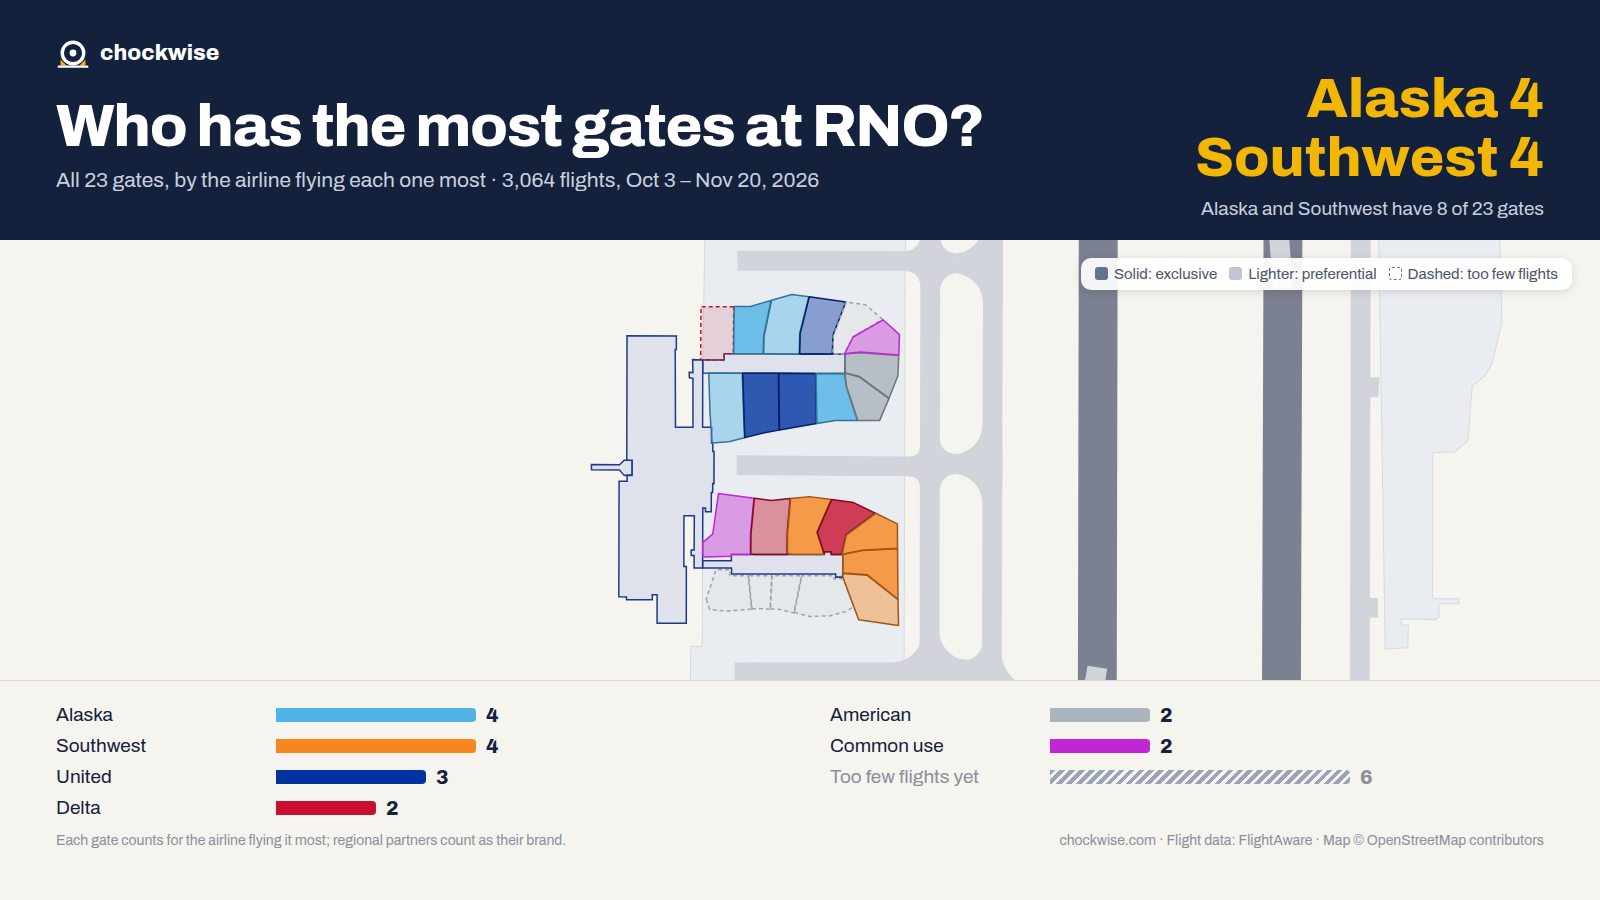 chockwise
Who has the most gates at RNO?
All 23 gates, by the airline flying each one most · 3,064 flights, Oct 3 – Nov 20, 2026
Alaska 4
Southwest 4
Alaska and Southwest have 8 of 23 gates
Solid: exclusive Lighter: preferential Dashed: too few flights
Alaska 4
Southwest 4
United 3
Delta 2
American 2
Common use 2
Too few flights yet 6
Each gate counts for the airline flying it most; regional partners count as their brand.
chockwise.com · Flight data: FlightAware · Map © OpenStreetMap contributors